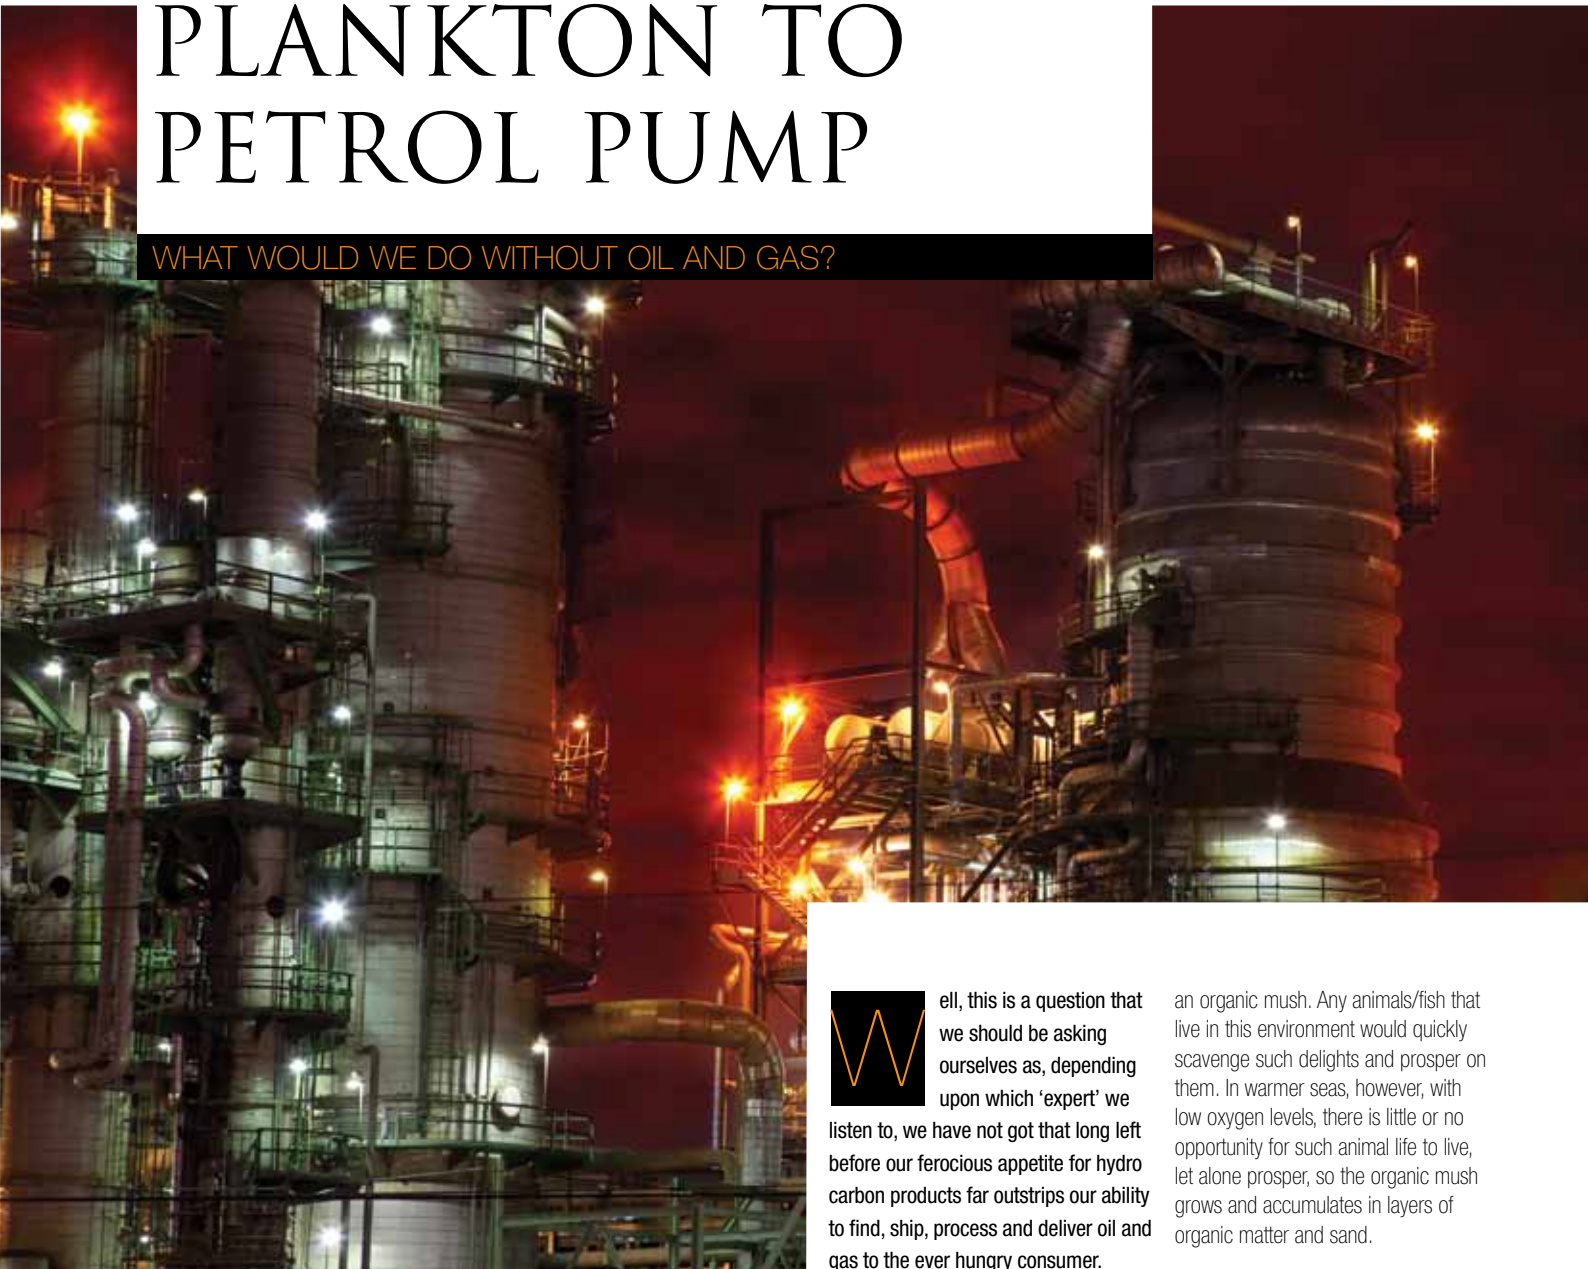 PLANKTON TO
PETROL PUMP
WHAT WOULD WE DO WITHOUT OIL AND GAS?
Well, this is a question that
we should be asking
ourselves as, depending
upon which ‘expert’ we
listen to, we have not got that long left
before our ferocious appetite for hydro
carbon products far outstrips our ability
to find, ship, process and deliver oil and
gas to the ever hungry consumer.
an organic mush. Any animals/fish that
live in this environment would quickly
scavenge such delights and prosper on
them. In warmer seas, however, with
low oxygen levels, there is little or no
opportunity for such animal life to live,
let alone prosper, so the organic mush
grows and accumulates in layers of
organic matter and sand.